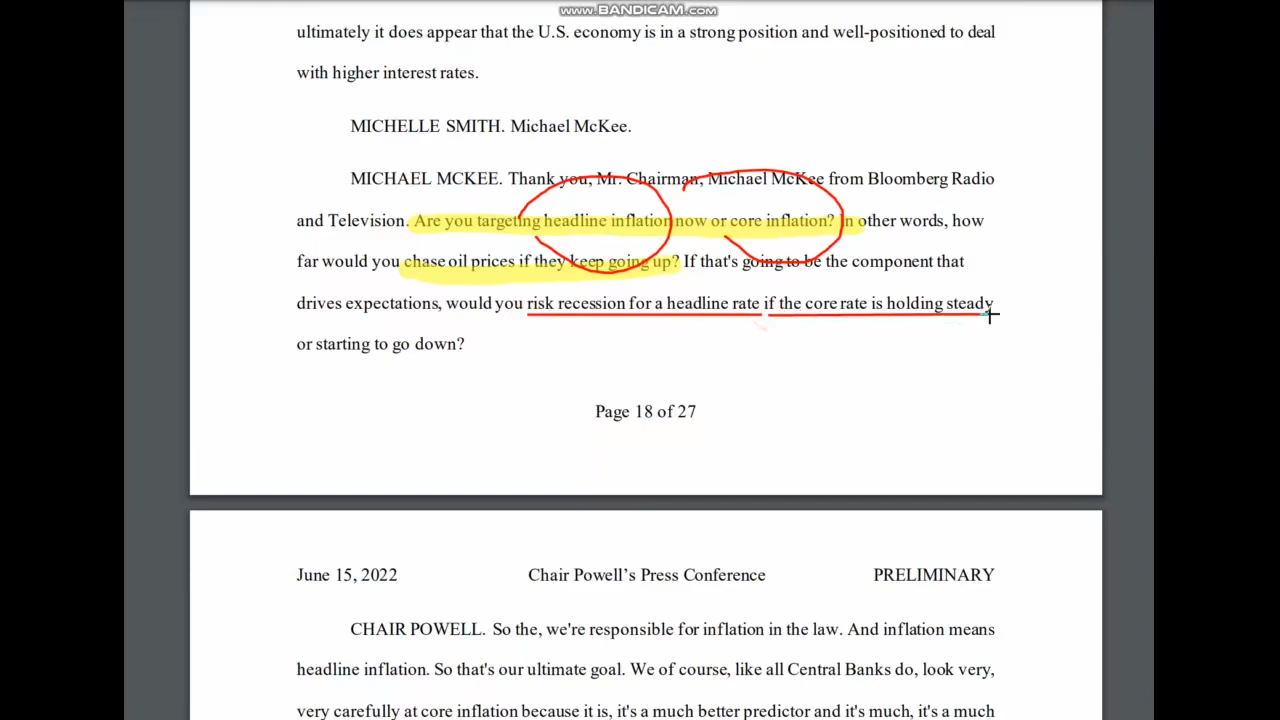 www.BANDICAM.com
ultimately it does appear that the U.S. economy is in a strong position and well-positioned to deal
with higher interest rates.
MICHELLE SMITH. Michael McKee.
MICHAEL MCKEE. Thank you, Mr. Chairman, Michael McKee from Bloomberg Radio
and Television. Are you targeting headline inflation now or core inflation? In other words, how
far would you chase oil prices if they keep going up? If that's going to be the component that
drives expectations, would you risk recession for a headline rate if the core rate is holding steady
or starting to go down?
Page 18 of 27
June 15, 2022 Chair Powell’s Press Conference PRELIMINARY
CHAIR POWELL. So the, we're responsible for inflation in the law. And inflation means
headline inflation. So that's our ultimate goal. We of course, like all Central Banks do, look very,
very carefully at core inflation because it is, it's a much better predictor and it's much, it's a much